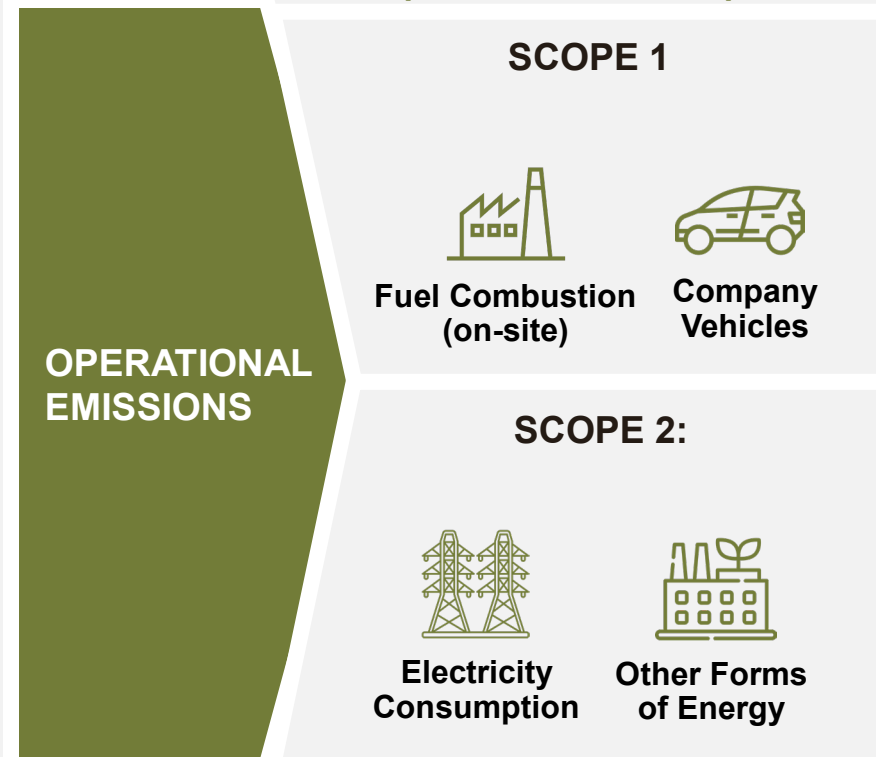 OPERATIONAL
EMISSIONS
SCOPE 1
Fuel Combustion
(on-site)
Company
Vehicles
SCOPE 2:
Electricity
Consumption
Other Forms
of Energy